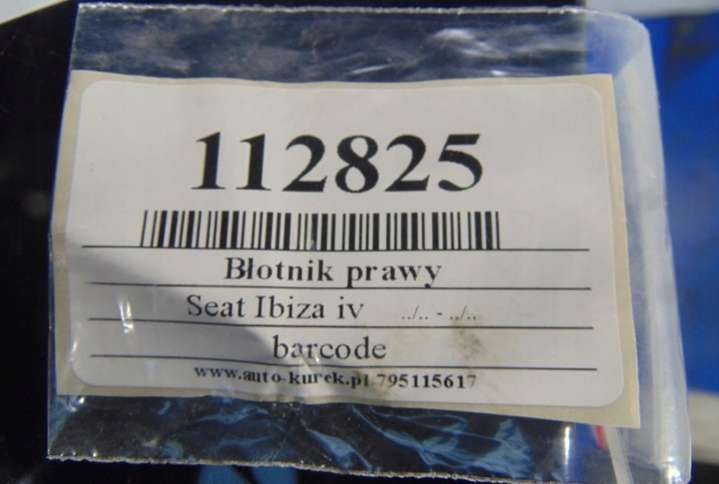 112825
Błotnik prawy
Seat Ibiza iv ../.. - ../..
barcode
www.auto-kurek.pl 795115617